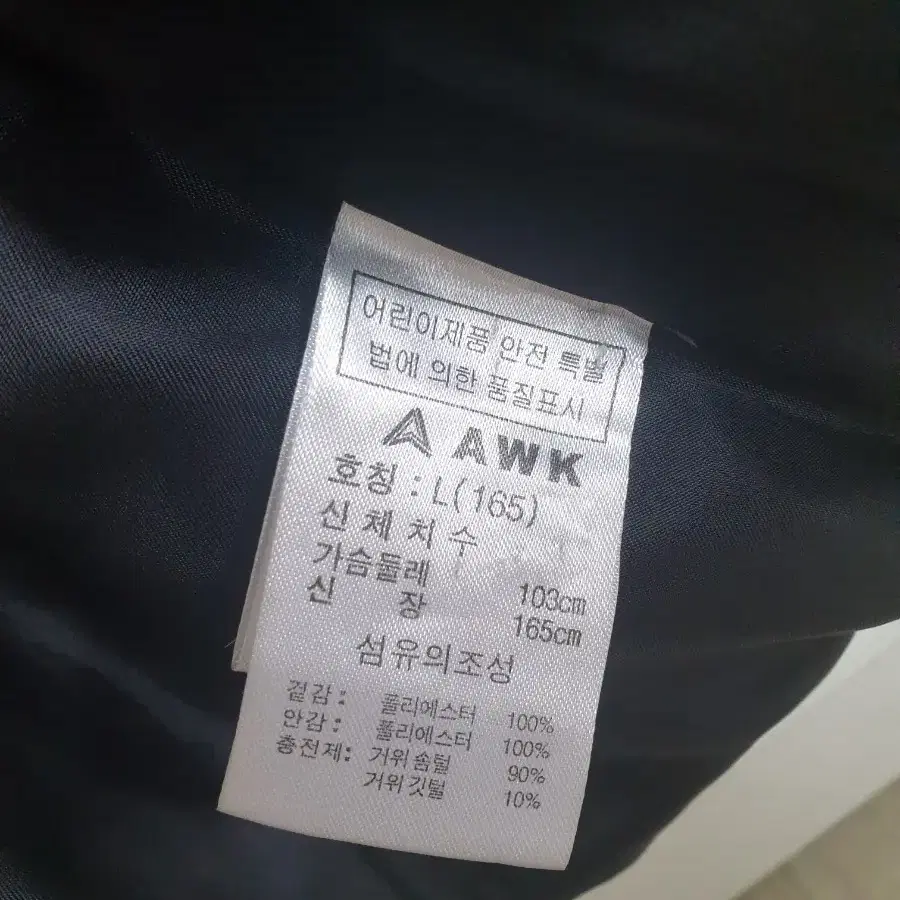 어린이제품 안전 특별
법에 의한 품질표시
AWK
호칭 : L(165)
신체치수
가슴둘레 103cm
신 장 165cm
섬유의조성
겉감 : 폴리에스터 100%
안감 : 폴리에스터 100%
충전제: 거위 솜털 90%
거위 깃털 10%